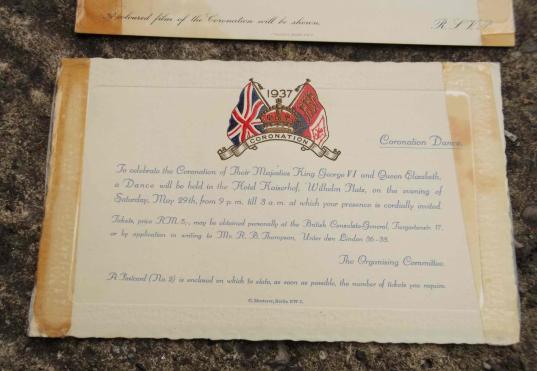 A coloured film of the Coronation will be shown.
R.S.V.P.
1937
CORONATION
Coronation Dance.
To celebrate the Coronation of Their Majesties King George VI and Queen Elizabeth,
a Dance will be held in the Hotel Kaiserhof, Wilhelm Platz, on the evening of
Saturday, May 29th, from 9 p.m. till 3 a.m. at which your presence is cordially invited.
Tickets, price RM. 5,-, may be obtained personally at the British Consulate-General, Tiergartenstr. 17,
or by application in writing to Mr. R. B. Thompson, Unter den Linden 36-38.
The Organising Committee.
A Postcard (No 2) is enclosed on which to state, as soon as possible, the number of tickets you require.
Berlin NW 7.